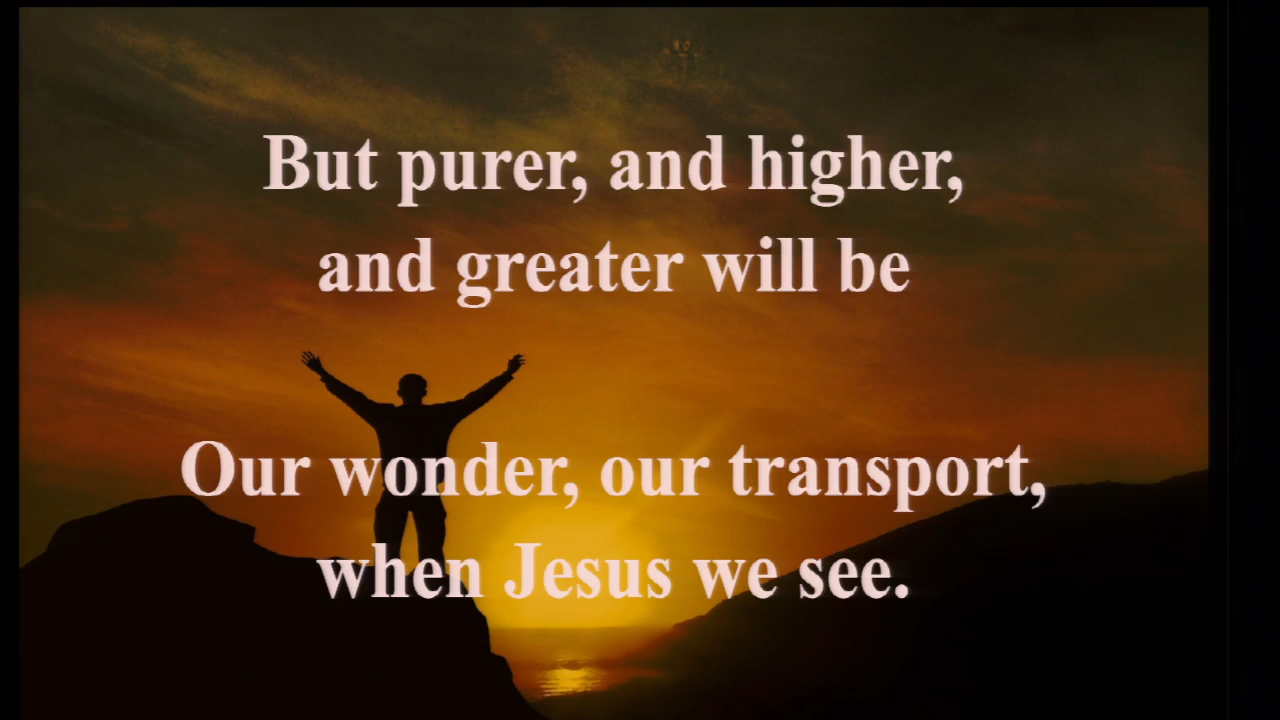 But purer, and higher,
and greater will be
Our wonder, our transport,
when Jesus we see.